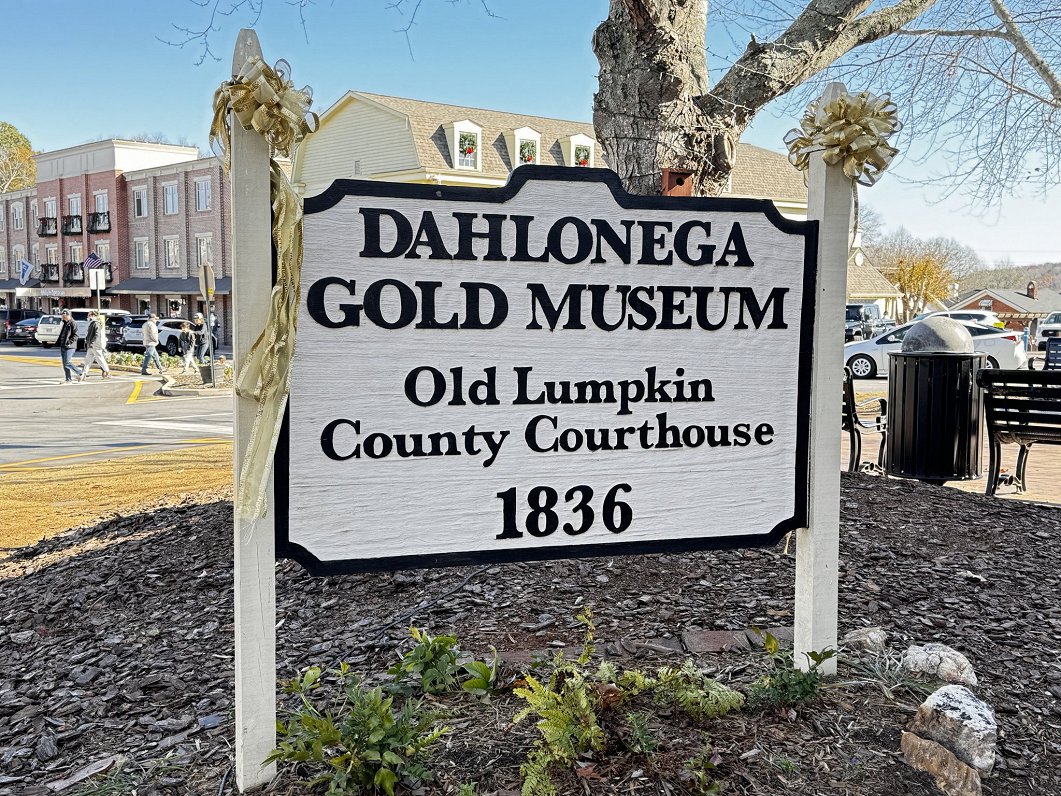 DAHLONEGA
GOLD MUSEUM
Old Lumpkin
County Courthouse
1836